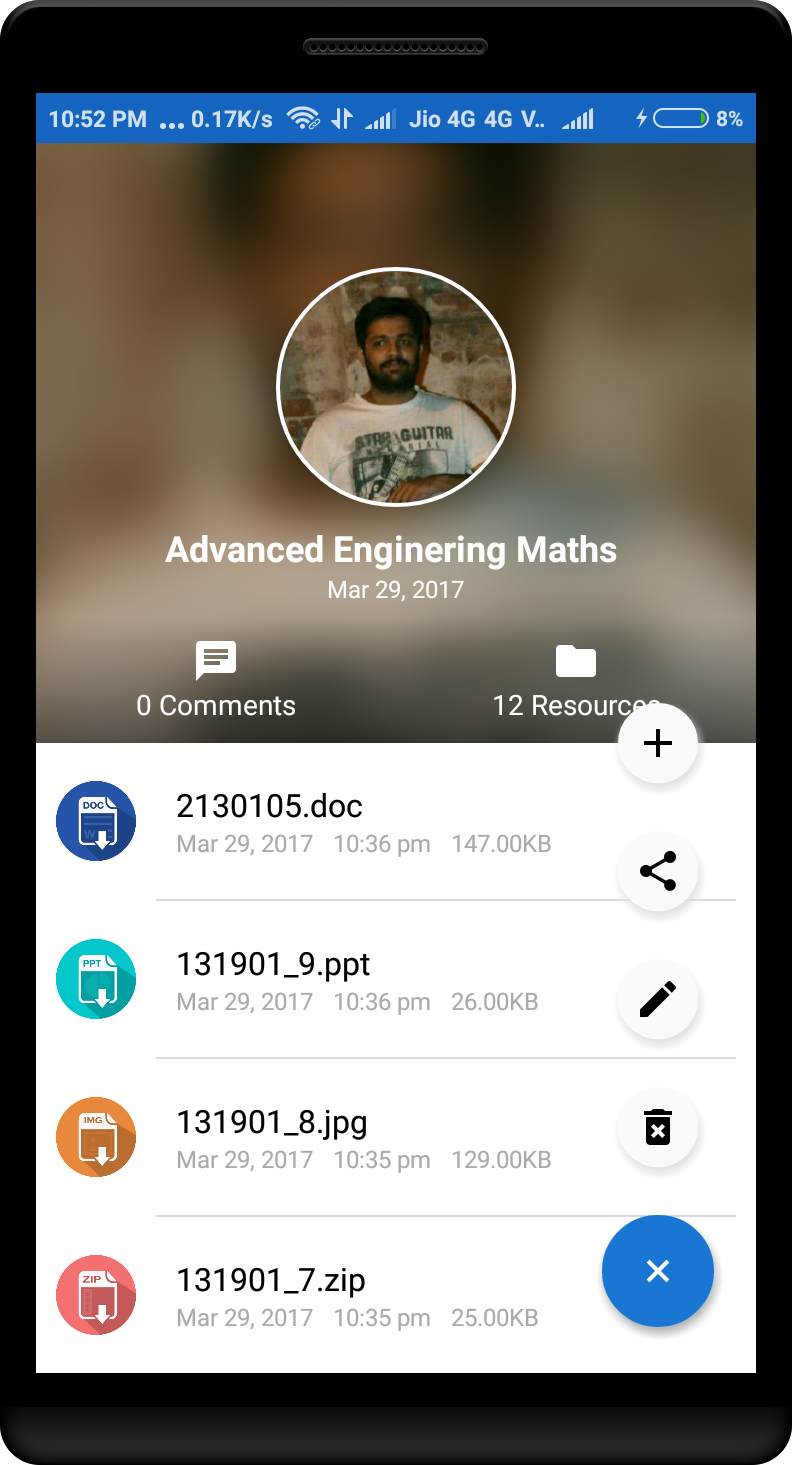 10:52 PM ... 0.17K/s Jio 4G 4G V.. 8%
STAR GUITAR
Advanced Enginering Maths
Mar 29, 2017
0 Comments
12 Resources
DOC
2130105.doc
Mar 29, 2017 10:36 pm 147.00KB
PPT
131901_9.ppt
Mar 29, 2017 10:36 pm 26.00KB
IMG
131901_8.jpg
Mar 29, 2017 10:35 pm 129.00KB
ZIP
131901_7.zip
Mar 29, 2017 10:35 pm 25.00KB